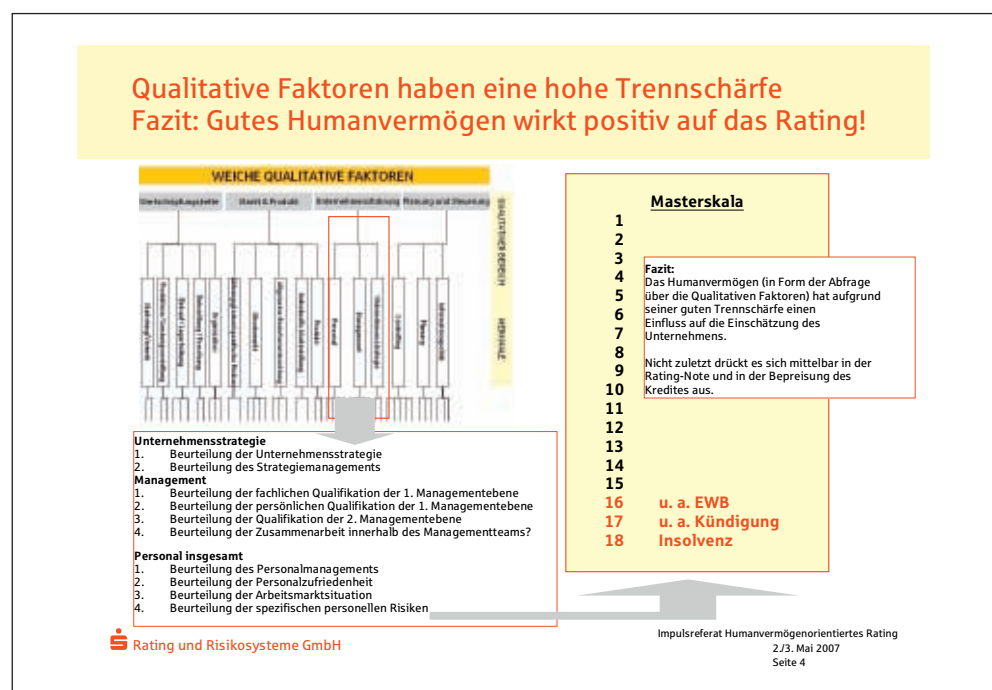 Qualitative Faktoren haben eine hohe Trennschärfe
Fazit: Gutes Humanvermögen wirkt positiv auf das Rating!
WEICHE QUALITATIVE FAKTOREN
Wertschöpfungskette
Markt & Produkt
Unternehmensführung
Planung und Steuerung
Personal
Management
Controlling
Planung
Produkt
Organisation
Unternehmensstrategie
1. Beurteilung der Unternehmensstrategie
2. Beurteilung des Strategiemanagements
Management
1. Beurteilung der fachlichen Qualifikation der 1. Managementebene
2. Beurteilung der persönlichen Qualifikation der 1. Managementebene
3. Beurteilung der Qualifikation der 2. Managementebene
4. Beurteilung der Zusammenarbeit innerhalb des Managementteams?
Personal insgesamt
1. Beurteilung des Personalmanagements
2. Beurteilung der Personalzufriedenheit
3. Beurteilung der Arbeitsmarktsituation
4. Beurteilung der spezifischen personellen Risiken
Masterskala
1
2
3
4
5
6
7
8
9
10
11
12
13
14
15
16 u. a. EWB
17 u. a. Kündigung
18 Insolvenz
Fazit:
Das Humanvermögen (in Form der Abfrage
über die Qualitativen Faktoren) hat aufgrund
seiner guten Trennschärfe einen
Einfluss auf die Einschätzung des
Unternehmens.
Nicht zuletzt drückt es sich mittelbar in der
Rating-Note und in der Bepreisung des
Kredites aus.
Rating und Risikosysteme GmbH
Impulsreferat Humanvermögenorientiertes Rating
2./3. Mai 2007
Seite 4